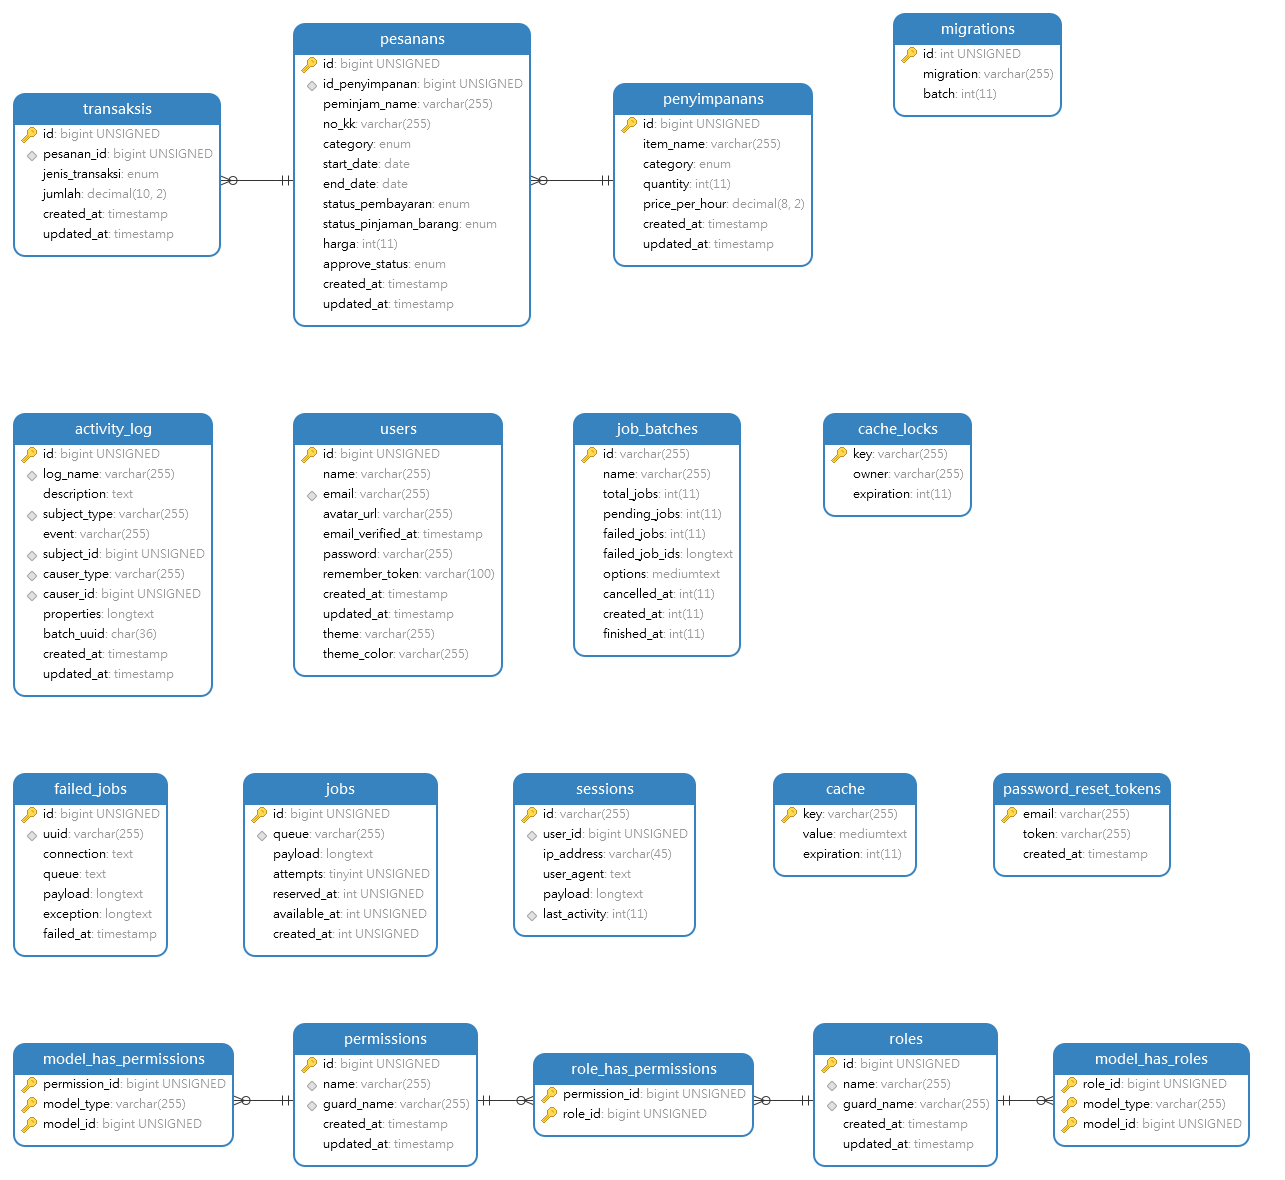 pesanans
id: bigint UNSIGNED
id_penyimpanan: bigint UNSIGNED
peminjam_name: varchar(255)
no_kk: varchar(255)
category: enum
start_date: date
end_date: date
status_pembayaran: enum
status_pinjaman_barang: enum
harga: int(11)
approve_status: enum
created_at: timestamp
updated_at: timestamp
migrations
id: int UNSIGNED
migration: varchar(255)
batch: int(11)
transaksis
id: bigint UNSIGNED
pesanan_id: bigint UNSIGNED
jenis_transaksi: enum
jumlah: decimal(10, 2)
created_at: timestamp
updated_at: timestamp
penyimpanans
id: bigint UNSIGNED
item_name: varchar(255)
category: enum
quantity: int(11)
price_per_hour: decimal(8, 2)
created_at: timestamp
updated_at: timestamp
activity_log
id: bigint UNSIGNED
log_name: varchar(255)
description: text
subject_type: varchar(255)
event: varchar(255)
subject_id: bigint UNSIGNED
causer_type: varchar(255)
causer_id: bigint UNSIGNED
properties: longtext
batch_uuid: char(36)
created_at: timestamp
updated_at: timestamp
users
id: bigint UNSIGNED
name: varchar(255)
email: varchar(255)
avatar_url: varchar(255)
email_verified_at: timestamp
password: varchar(255)
remember_token: varchar(100)
created_at: timestamp
updated_at: timestamp
theme: varchar(255)
theme_color: varchar(255)
job_batches
id: varchar(255)
name: varchar(255)
total_jobs: int(11)
pending_jobs: int(11)
failed_jobs: int(11)
failed_job_ids: longtext
options: mediumtext
cancelled_at: int(11)
created_at: int(11)
finished_at: int(11)
cache_locks
key: varchar(255)
owner: varchar(255)
expiration: int(11)
failed_jobs
id: bigint UNSIGNED
uuid: varchar(255)
connection: text
queue: text
payload: longtext
exception: longtext
failed_at: timestamp
jobs
id: bigint UNSIGNED
queue: varchar(255)
payload: longtext
attempts: tinyint UNSIGNED
reserved_at: int UNSIGNED
available_at: int UNSIGNED
created_at: int UNSIGNED
sessions
id: varchar(255)
user_id: bigint UNSIGNED
ip_address: varchar(45)
user_agent: text
payload: longtext
last_activity: int(11)
cache
key: varchar(255)
value: mediumtext
expiration: int(11)
password_reset_tokens
email: varchar(255)
token: varchar(255)
created_at: timestamp
model_has_permissions
permission_id: bigint UNSIGNED
model_type: varchar(255)
model_id: bigint UNSIGNED
permissions
id: bigint UNSIGNED
name: varchar(255)
guard_name: varchar(255)
created_at: timestamp
updated_at: timestamp
role_has_permissions
permission_id: bigint UNSIGNED
role_id: bigint UNSIGNED
roles
id: bigint UNSIGNED
name: varchar(255)
guard_name: varchar(255)
created_at: timestamp
updated_at: timestamp
model_has_roles
role_id: bigint UNSIGNED
model_type: varchar(255)
model_id: bigint UNSIGNED